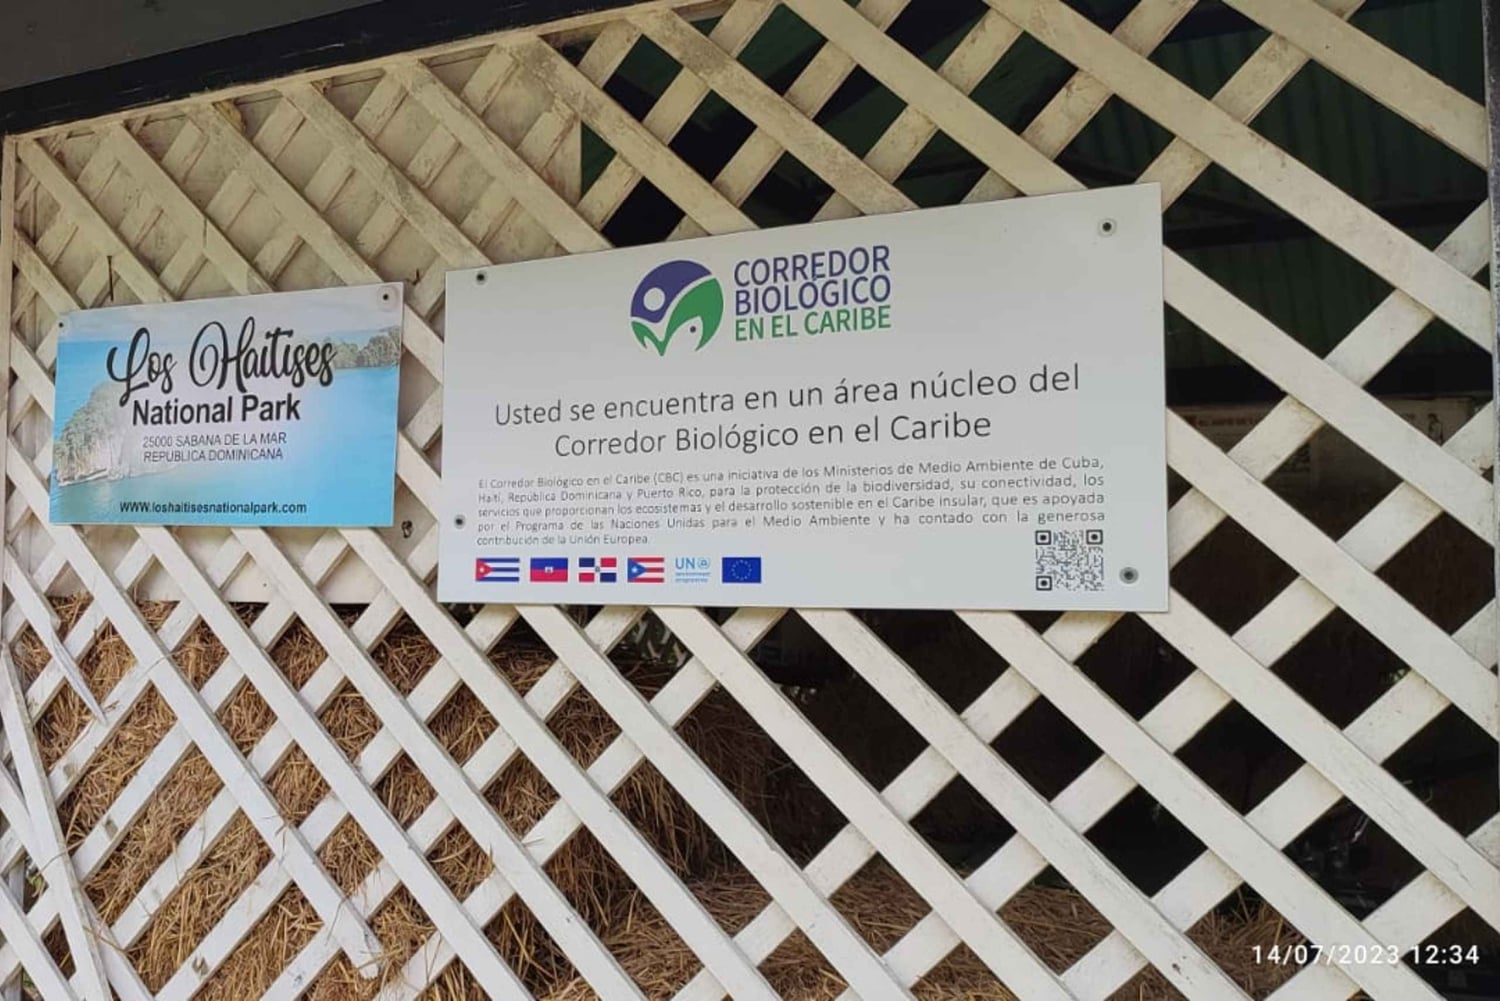 Los Haitises
National Park
25000 SABANA DE LA MAR
REPUBLICA DOMINICANA
www.loshaitisesnationalpark.com
CORREDOR
BIOLÓGICO
EN EL CARIBE
Usted se encuentra en un área núcleo del
Corredor Biológico en el Caribe
El Corredor Biológico en el Caribe (CBC) es una iniciativa de los Ministerios de Medio Ambiente de Cuba,
Haití, República Dominicana y Puerto Rico, para la protección de la biodiversidad, su conectividad, los
servicios que proporcionan los ecosistemas y el desarrollo sostenible en el Caribe insular, que es apoyada
por el Programa de las Naciones Unidas para el Medio Ambiente y ha contado con la generosa
contribución de la Unión Europea.
UN
environment
programme
14/07/2023 12:34